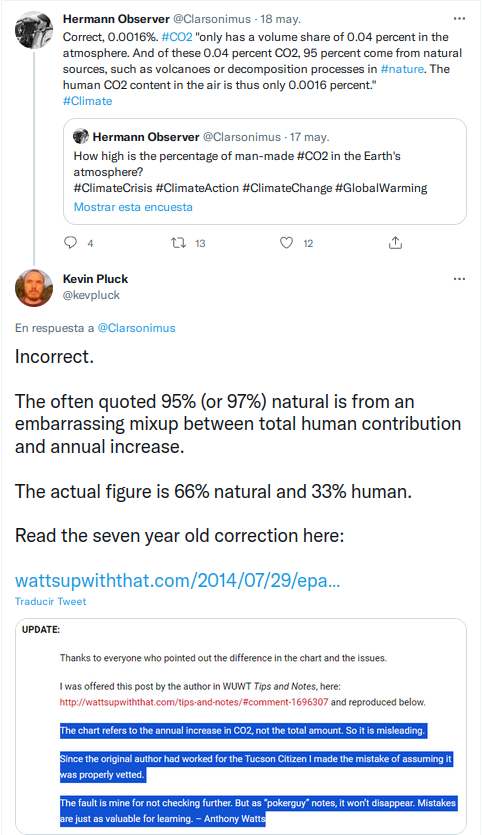 Hermann Observer @Clarsonimus · 18 may.
Correct, 0.0016%. #CO2 "only has a volume share of 0.04 percent in the
atmosphere. And of these 0.04 percent CO2, 95 percent come from natural
sources, such as volcanoes or decomposition processes in #nature. The
human CO2 content in the air is thus only 0.0016 percent."
#Climate
Hermann Observer @Clarsonimus · 17 may.
How high is the percentage of man-made #CO2 in the Earth's
atmosphere?
#ClimateCrisis #ClimateAction #ClimateChange #GlobalWarming
Mostrar esta encuesta
4 13 12
Kevin Pluck
@kevpluck
En respuesta a @Clarsonimus
Incorrect.
The often quoted 95% (or 97%) natural is from an
embarrassing mixup between total human contribution
and annual increase.
The actual figure is 66% natural and 33% human.
Read the seven year old correction here:
wattsupwiththat.com/2014/07/29/epa...
Traducir Tweet
UPDATE:
Thanks to everyone who pointed out the difference in the chart and the issues.
I was offered this post by the author in WUWT Tips and Notes, here:
http://wattsupwiththat.com/tips-and-notes/#comment-1696307 and reproduced below.
The chart refers to the annual increase in CO2, not the total amount. So it is misleading.
Since the original author had worked for the Tucson Citizen I made the mistake of assuming it
was properly vetted.
The fault is mine for not checking further. But as "pokerguy" notes, it won't disappear. Mistakes
are just as valuable for learning. – Anthony Watts